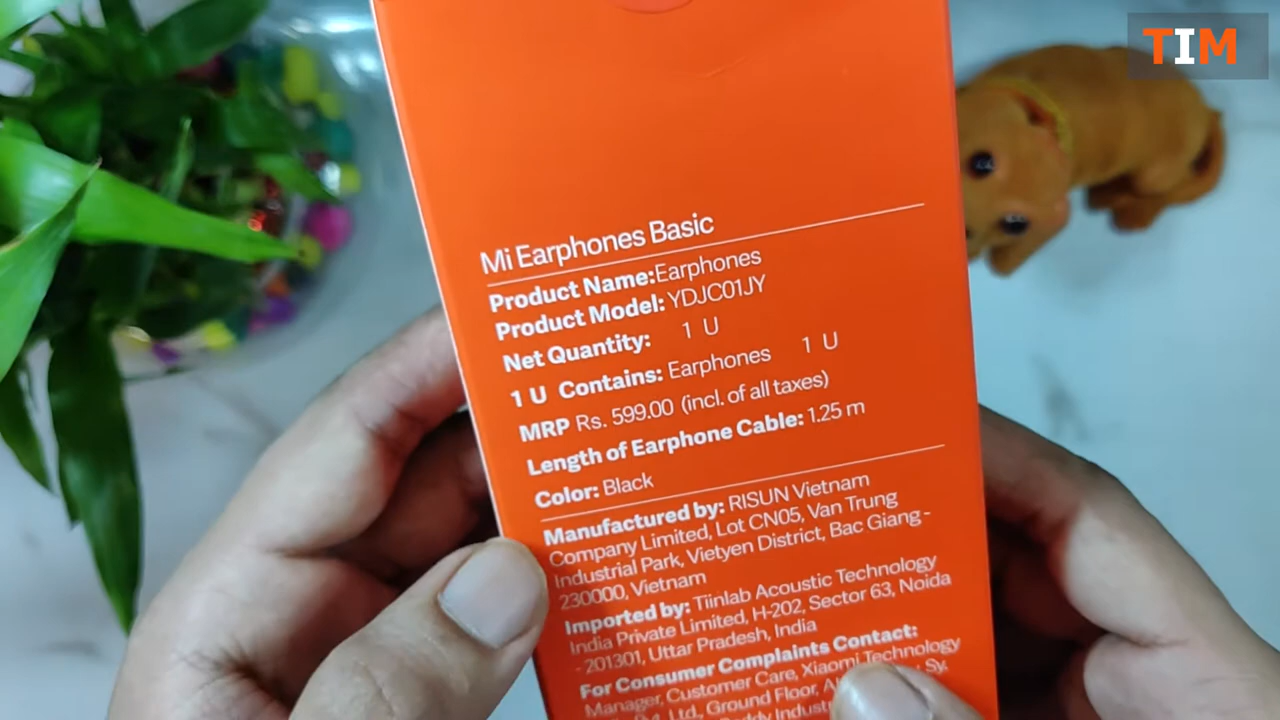 TIM
Mi Earphones Basic
Product Name:Earphones
Product Model: YDJC01JY
Net Quantity: 1 U
1 U Contains: Earphones 1 U
MRP Rs. 599.00 (incl. of all taxes)
Length of Earphone Cable: 1.25 m
Color: Black
Manufactured by: RISUN Vietnam
Company Limited, Lot CN05, Van Trung
Industrial Park, Vietyen District, Bac Giang -
230000, Vietnam
Imported by: Tiinlab Acoustic Technology
India Private Limited, H-202, Sector 63, Noida
- 201301, Uttar Pradesh, India
For Consumer Complaints Contact:
Manager, Customer Care, Xiaomi Technology
Ltd., Ground Floor, Sy.